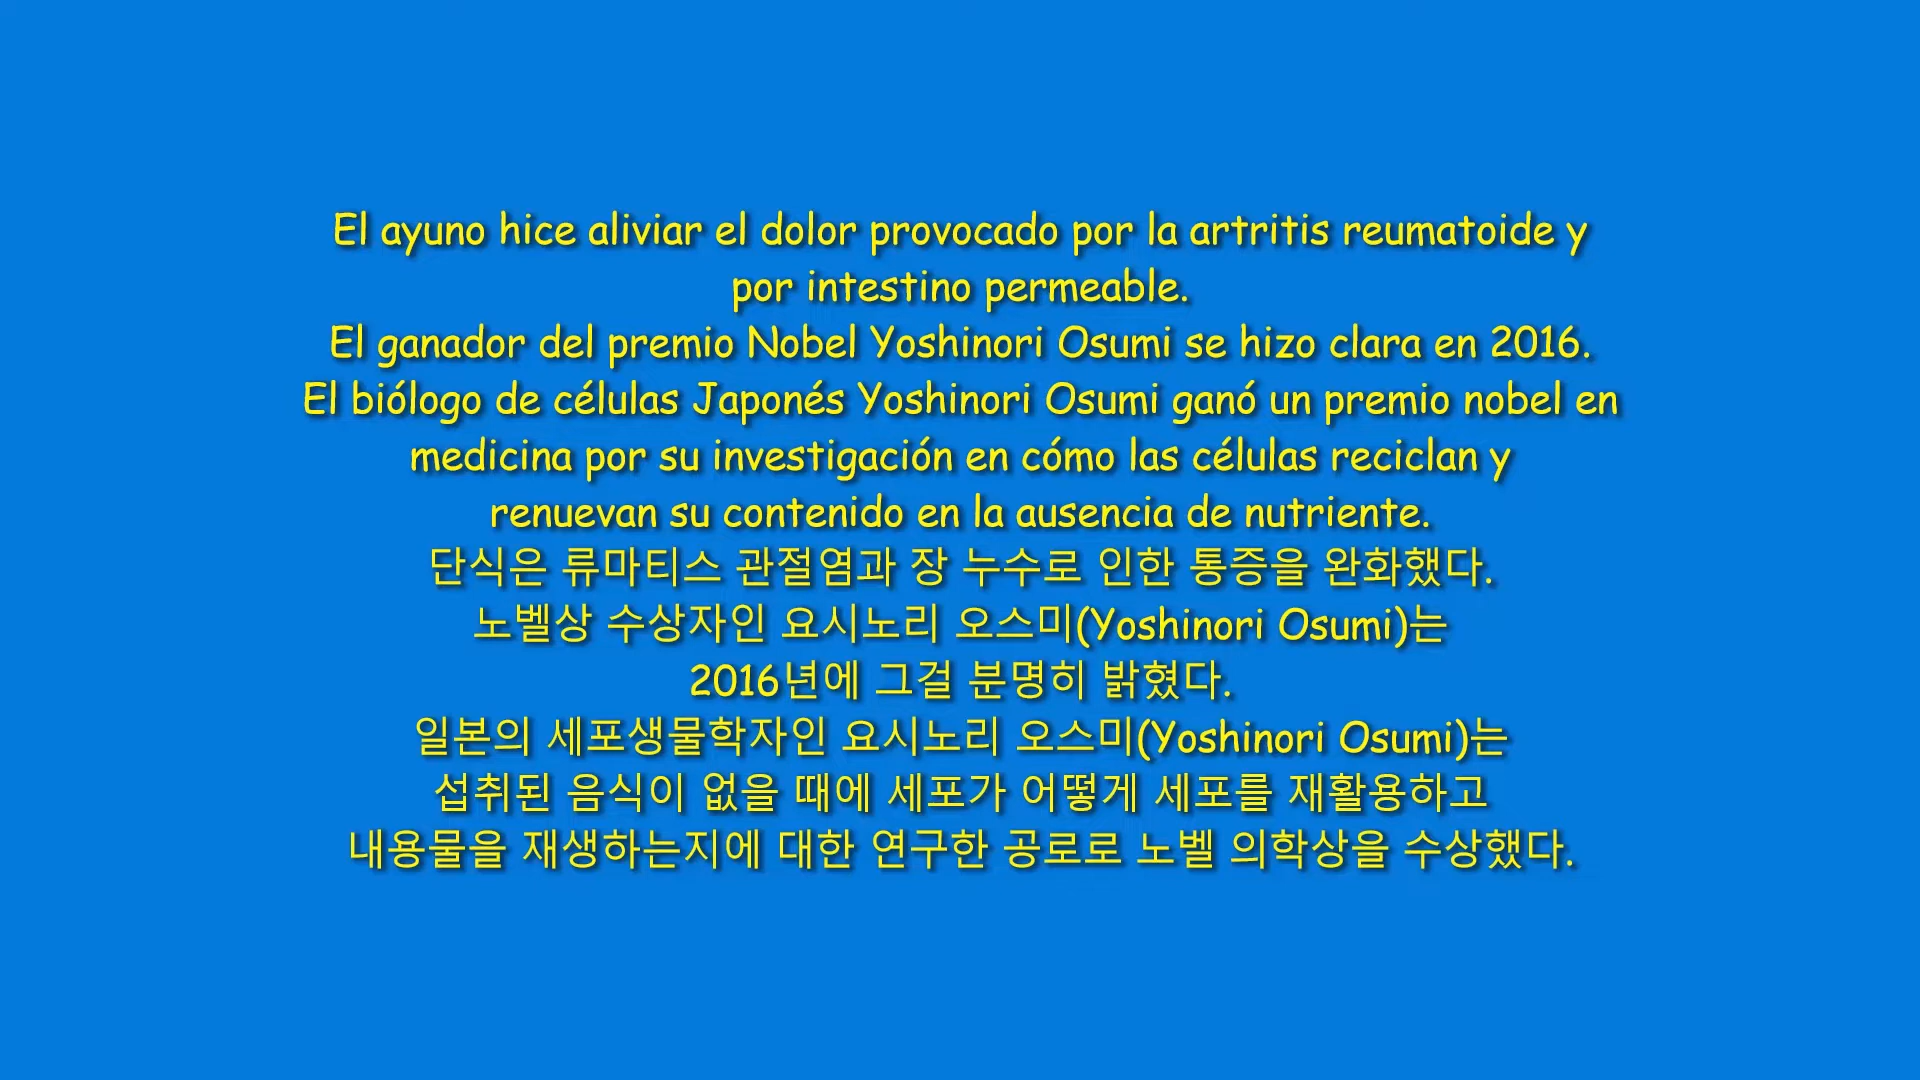 El ayuno hice aliviar el dolor provocado por la artritis reumatoide y
por intestino permeable.
El ganador del premio Nobel Yoshinori Osumi se hizo clara en 2016.
El biólogo de células Japonés Yoshinori Osumi ganó un premio nobel en
medicina por su investigación en cómo las células reciclan y
renuevan su contenido en la ausencia de nutriente.
단식은 류마티스 관절염과 장 누수로 인한 통증을 완화했다.
노벨상 수상자인 요시노리 오스미(Yoshinori Osumi)는
2016년에 그걸 분명히 밝혔다.
일본의 세포생물학자인 요시노리 오스미(Yoshinori Osumi)는
섭취된 음식이 없을 때에 세포가 어떻게 세포를 재활용하고
내용물을 재생하는지에 대한 연구한 공로로 노벨 의학상을 수상했다.